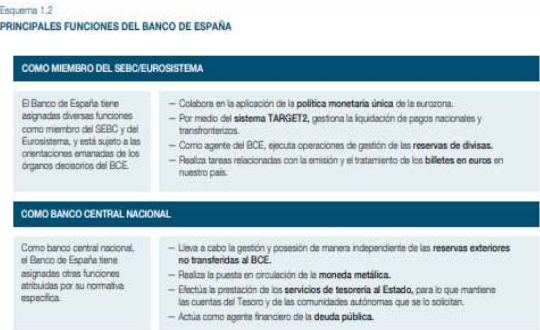 Esquema 1.2
PRINCIPALES FUNCIONES DEL BANCO DE ESPAÑA
COMO MIEMBRO DEL SEBC/EUROSISTEMA
El Banco de España tiene
asignadas diversas funciones
como miembro del SEBC y del
Eurosistema, y está sujeto a las
orientaciones emanadas de los
órganos decisorios del BCE.
— Colabora en la aplicación de la política monetaria única de la eurozona.
— Por medio del sistema TARGET2, gestiona la liquidación de pagos nacionales y
transfronterizos.
— Como agente del BCE, ejecuta operaciones de gestión de las reservas de divisas.
— Realiza tareas relacionadas con la emisión y el tratamiento de los billetes en euros en
nuestro país.
COMO BANCO CENTRAL NACIONAL
Como banco central nacional,
el Banco de España tiene
asignadas otras funciones
atribuidas por su normativa
específica.
— Lleva a cabo la gestión y posesión de manera independiente de las reservas exteriores
no transferidas al BCE.
— Realiza la puesta en circulación de la moneda metálica.
— Efectúa la prestación de los servicios de tesorería al Estado, para lo que mantiene
las cuentas del Tesoro y de las comunidades autónomas que se lo solicitan.
— Actúa como agente financiero de la deuda pública.